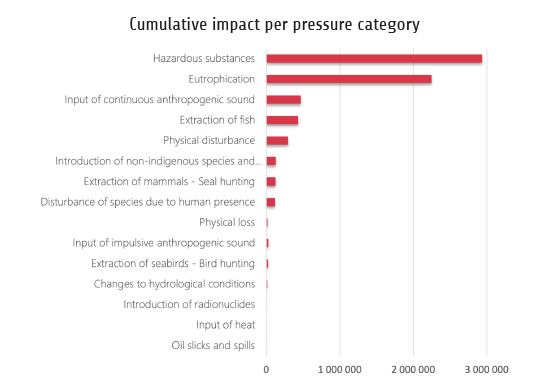 Cumulative impact per pressure category
Hazardous substances
Eutrophication
Input of continuous anthropogenic sound
Extraction of fish
Physical disturbance
Introduction of non-indigenous species and...
Extraction of mammals - Seal hunting
Disturbance of species due to human presence
Physical loss
Input of impulsive anthropogenic sound
Extraction of seabirds - Bird hunting
Changes to hydrological conditions
Introduction of radionuclides
Input of heat
Oil slicks and spills
0 1 000 000 2 000 000 3 000 000